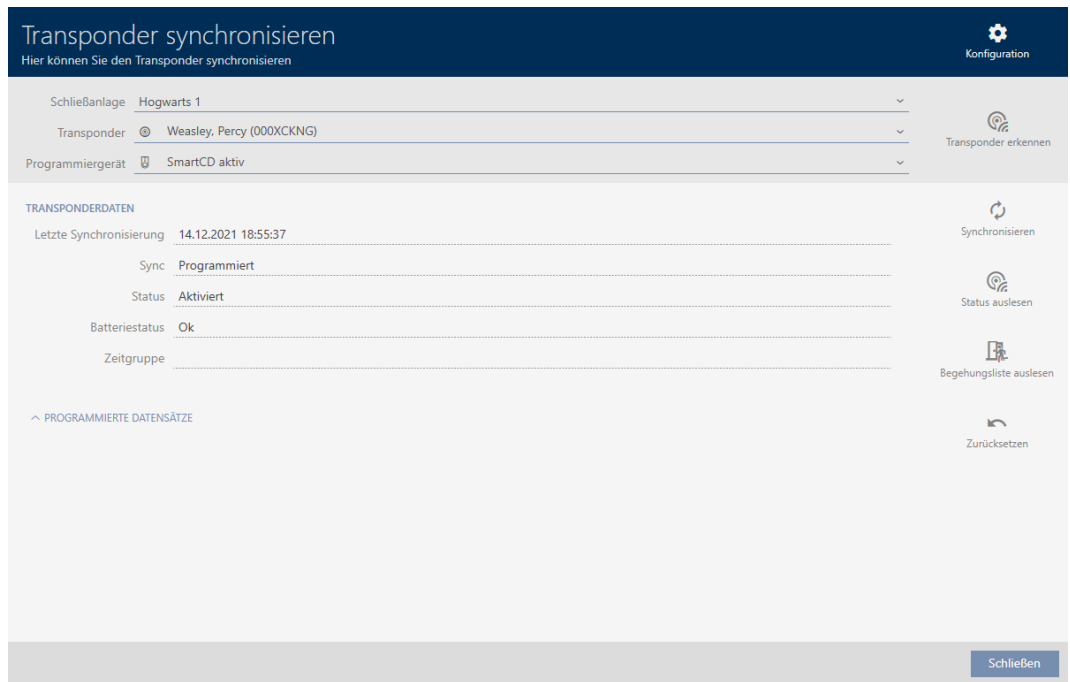 Transponder synchronisieren
Hier können Sie den Transponder synchronisieren
Konfiguration
Schließanlage Hogwarts 1
Transponder Weasley, Percy (000XCKNG)
Programmiergerät SmartCD aktiv
Transponder erkennen
TRANSPONDERDATEN
Letzte Synchronisierung 14.12.2021 18:55:37
Sync Programmiert
Status Aktiviert
Batteriestatus Ok
Zeitgruppe
PROGRAMMIERTE DATENSÄTZE
Synchronisieren
Status auslesen
Begehungsliste auslesen
Zurücksetzen
Schließen